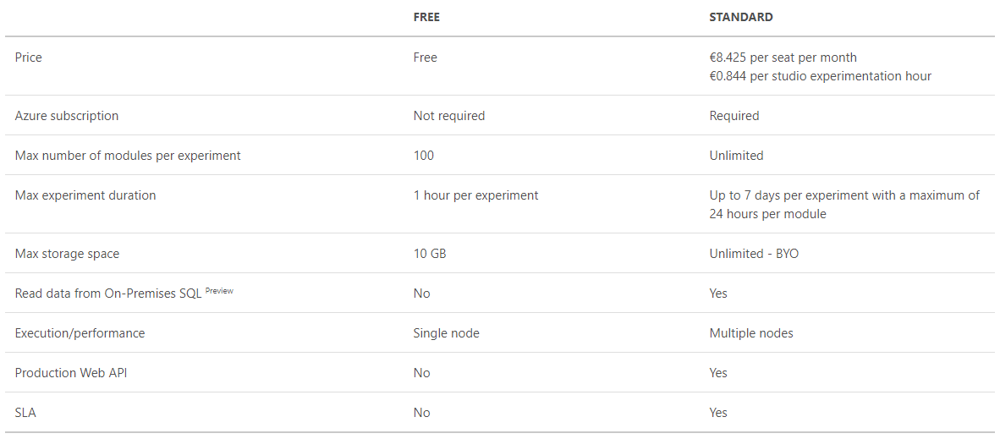 FREE STANDARD
Price Free €8.425 per seat per month
€0.844 per studio experimentation hour
Azure subscription Not required Required
Max number of modules per experiment 100 Unlimited
Max experiment duration 1 hour per experiment Up to 7 days per experiment with a maximum of
24 hours per module
Max storage space 10 GB Unlimited - BYO
Read data from On-Premises SQL Preview No Yes
Execution/performance Single node Multiple nodes
Production Web API No Yes
SLA No Yes